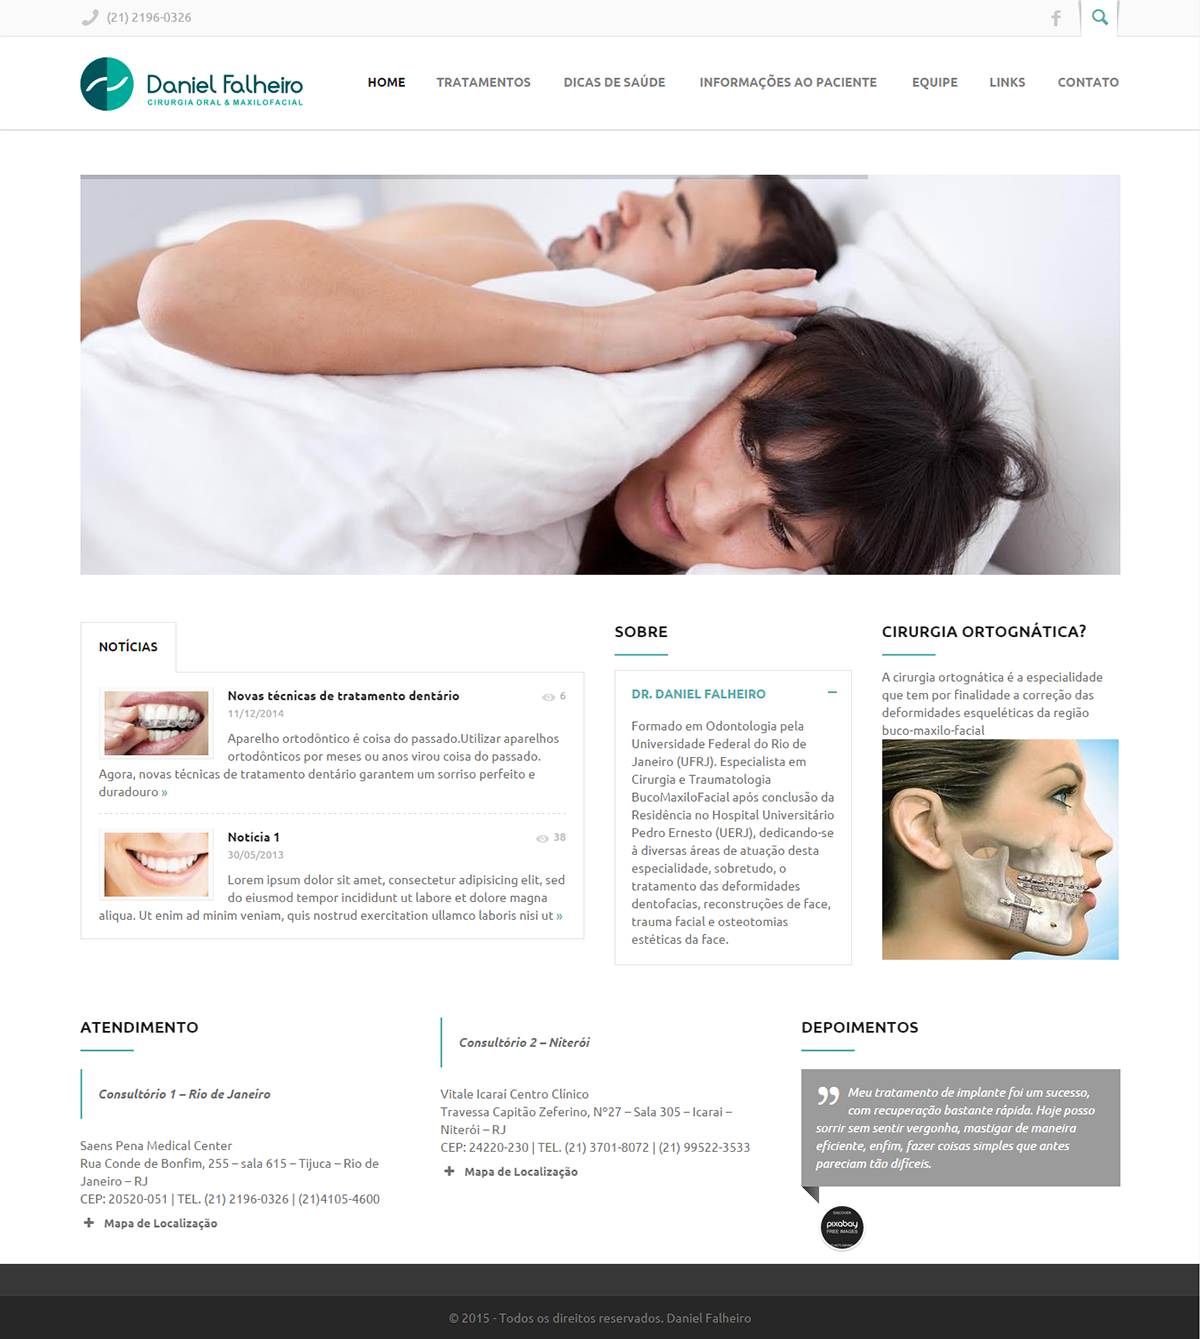 (21) 2196-0326
Daniel Falheiro
CIRURGIA ORAL & MAXILOFACIAL
HOME
TRATAMENTOS
DICAS DE SAÚDE
INFORMAÇÕES AO PACIENTE
EQUIPE
LINKS
CONTATO
NOTÍCIAS
Novas técnicas de tratamento dentário
6
11/12/2014
Aparelho ortodôntico é coisa do passado.Utilizar aparelhos
ortodônticos por meses ou anos virou coisa do passado.
Agora, novas técnicas de tratamento dentário garantem um sorriso perfeito e
duradouro »
Notícia 1
38
30/05/2013
Lorem ipsum dolor sit amet, consectetur adipisicing elit, sed
do eiusmod tempor incididunt ut labore et dolore magna
aliqua. Ut enim ad minim veniam, quis nostrud exercitation ullamco laboris nisi ut »
SOBRE
DR. DANIEL FALHEIRO
Formado em Odontologia pela
Universidade Federal do Rio de
Janeiro (UFRJ). Especialista em
Cirurgia e Traumatologia
BucoMaxiloFacial após conclusão da
Residência no Hospital Universitário
Pedro Ernesto (UERJ), dedicando-se
à diversas áreas de atuação desta
especialidade, sobretudo, o
tratamento das deformidades
dentofacias, reconstruções de face,
trauma facial e osteotomias
estéticas da face.
CIRURGIA ORTOGNÁTICA?
A cirurgia ortognática é a especialidade
que tem por finalidade a correção das
deformidades esqueléticas da região
buco-maxilo-facial
ATENDIMENTO
Consultório 1 – Rio de Janeiro
Saens Pena Medical Center
Rua Conde de Bonfim, 255 – sala 615 – Tijuca – Rio de
Janeiro – RJ
CEP: 20520-051 | TEL. (21) 2196-0326 | (21)4105-4600
Mapa de Localização
Consultório 2 – Niterói
Vitale Icaraí Centro Clínico
Travessa Capitão Zeferino, N°27 – Sala 305 – Icarai –
Niterói – RJ
CEP: 24220-230 | TEL. (21) 3701-8072 | (21) 99522-3533
Mapa de Localização
DEPOIMENTOS
Meu tratamento de implante foi um sucesso,
com recuperação bastante rápida. Hoje posso
sorrir sem sentir vergonha, mastigar de maneira
eficiente, enfim, fazer coisas simples que antes
pareciam tão difíceis.
DISCOVER
pixabay
FREE IMAGES
© 2015 - Todos os direitos reservados. Daniel Falheiro